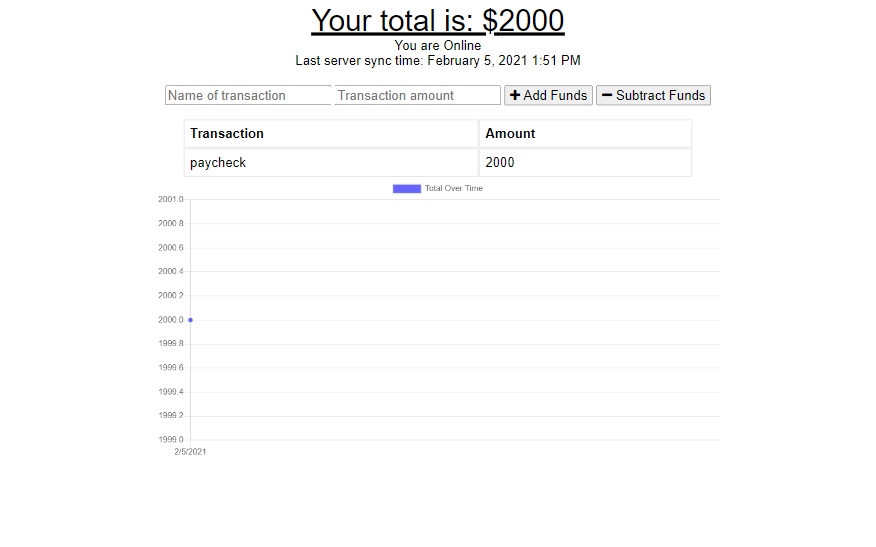 Your total is: $2000
You are Online
Last server sync time: February 5, 2021 1:51 PM
Name of transaction Transaction amount Add Funds Subtract Funds
Transaction Amount
paycheck 2000
Total Over Time
2001.0
2000.8
2000.6
2000.4
2000.2
2000.0
1999.8
1999.6
1999.4
1999.2
1999.0
2/5/2021